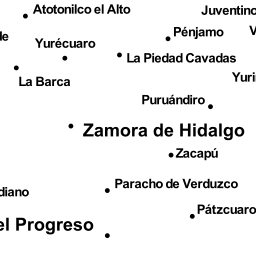 Atotonilco el Alto
Juventino
Pénjamo
Yurécuaro
La Piedad Cavadas
La Barca
Puruándiro
Zamora de Hidalgo
Zacapú
Paracho de Verduzco
diano
Pátzcuaro
el Progreso